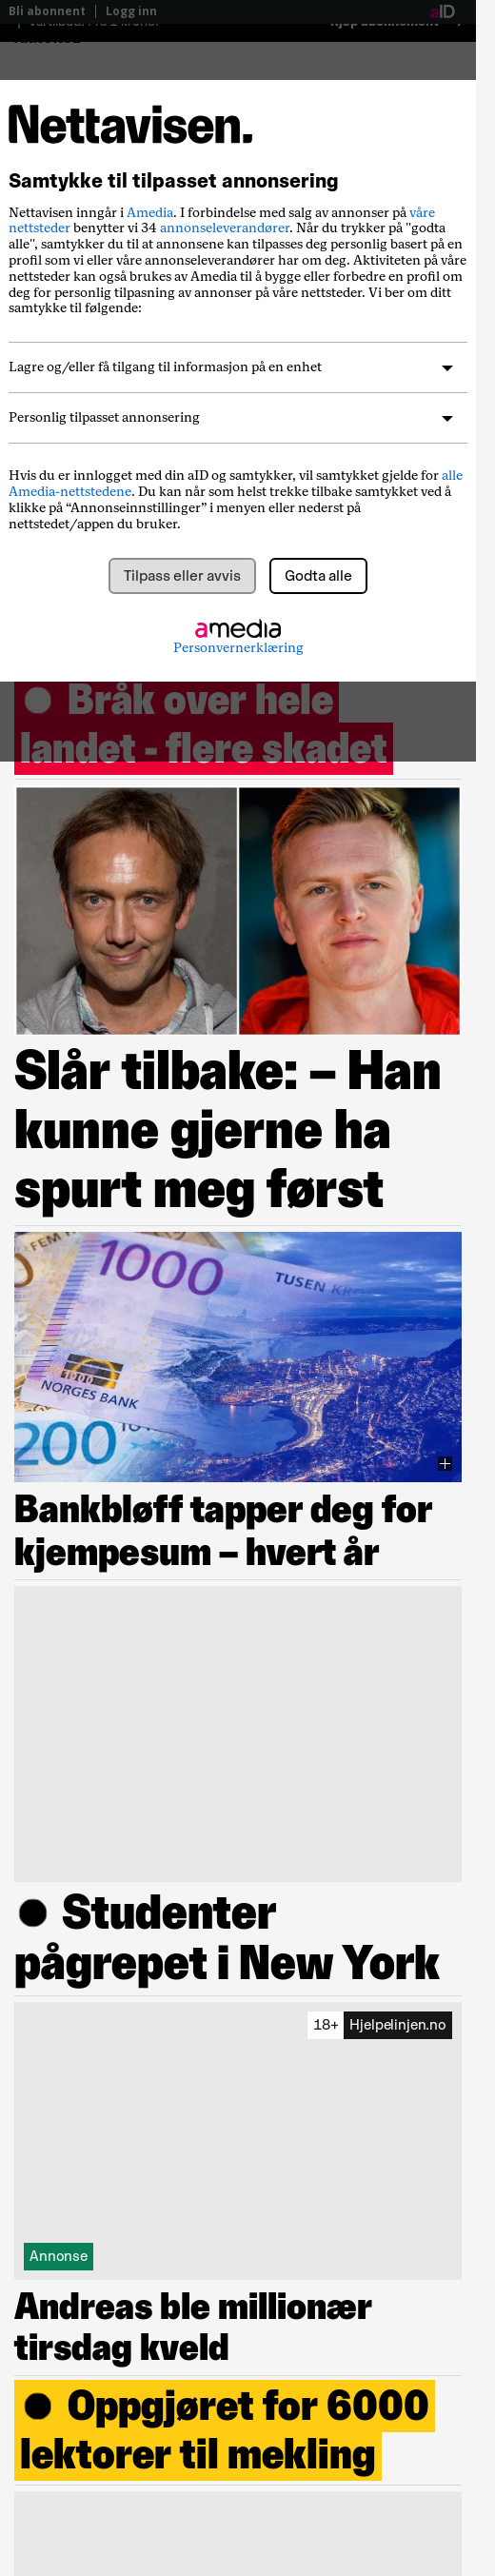 Bli abonnent | Logg inn
aID
Nettavisen.
Samtykke til tilpasset annonsering
Nettavisen inngår i Amedia. I forbindelse med salg av annonser på våre
nettsteder benytter vi 34 annonseleverandører. Når du trykker på "godta
alle", samtykker du til at annonsene kan tilpasses deg personlig basert på en
profil som vi eller våre annonseleverandører har om deg. Aktiviteten på våre
nettsteder kan også brukes av Amedia til å bygge eller forbedre en profil om
deg for personlig tilpasning av annonser på våre nettsteder. Vi ber om ditt
samtykke til følgende:
Lagre og/eller få tilgang til informasjon på en enhet
Personlig tilpasset annonsering
Hvis du er innlogget med din aID og samtykker, vil samtykket gjelde for alle
Amedia-nettstedene. Du kan når som helst trekke tilbake samtykket ved å
klikke på “Annonseinnstillinger” i menyen eller nederst på
nettstedet/appen du bruker.
Tilpass eller avvis
Godta alle
amedia
Personvernerklæring
Bråk over hele
landet - flere skadet
Slår tilbake: – Han
kunne gjerne ha
spurt meg først
1000
TUSEN
NORGES BANK
200
Bankbløff tapper deg for
kjempesum – hvert år
Studenter
pågrepet i New York
18+ Hjelpelinjen.no
Annonse
Andreas ble millionær
tirsdag kveld
Oppgjøret for 6000
lektorer til mekling